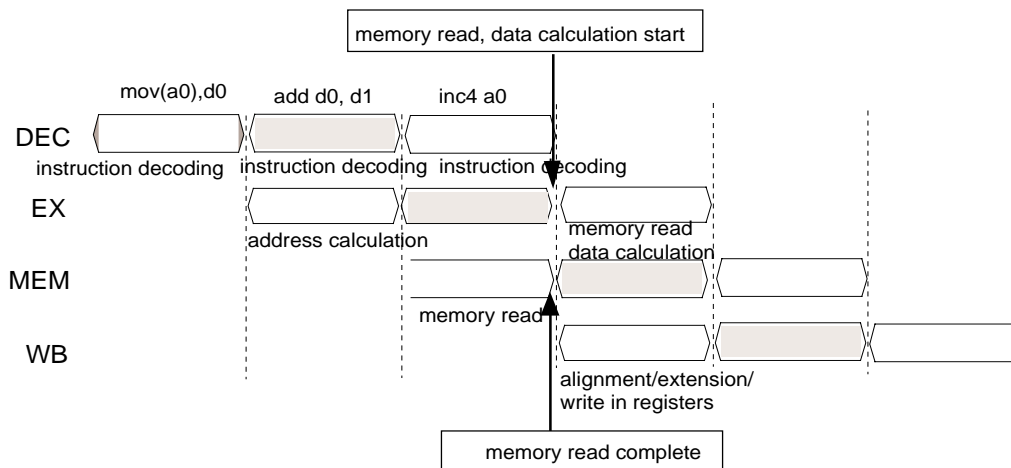 memory read, data calculation start
mov(a0),d0
add d0, d1
inc4 a0
DEC
instruction decoding
instruction decoding
instruction decoding
EX
address calculation
memory read
data calculation
MEM
memory read
WB
alignment/extension/
write in registers
memory read complete